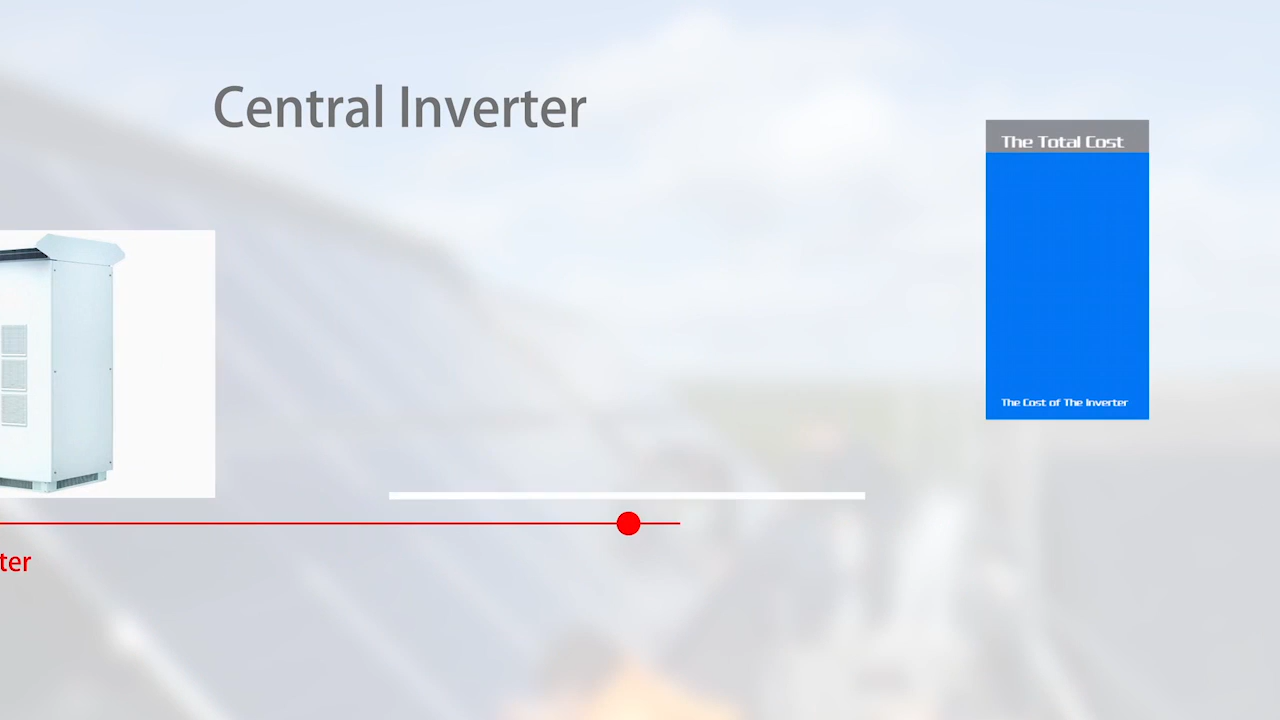 Central Inverter
The Total Cost
The Cost of The Inverter
ter